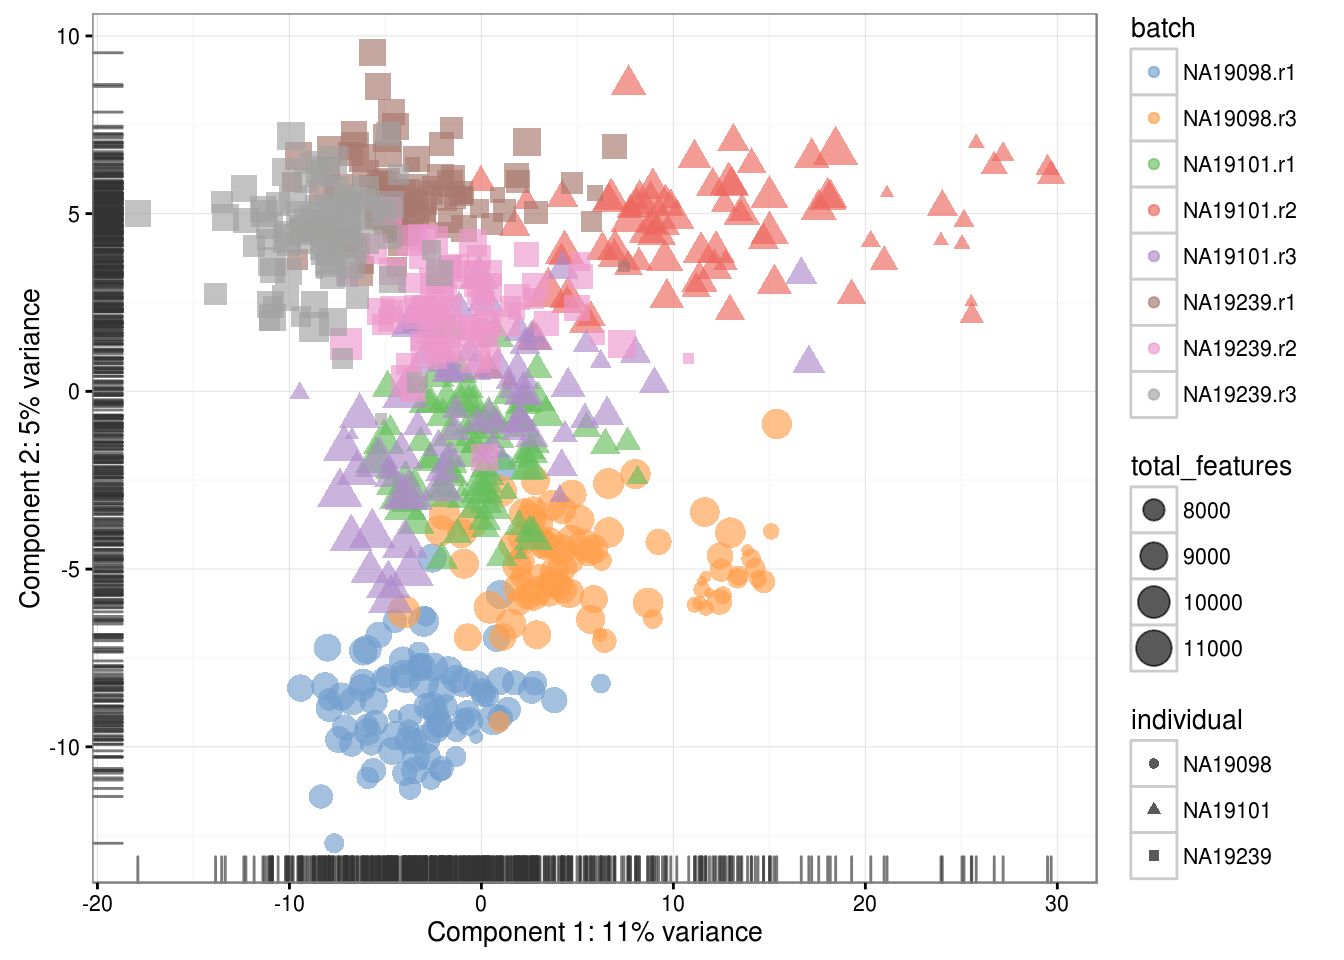 10
5
0
-5
-10
Component 2: 5% variance
-20
-10
0
10
20
30
Component 1: 11% variance
batch
NA19098.r1
NA19098.r3
NA19101.r1
NA19101.r2
NA19101.r3
NA19239.r1
NA19239.r2
NA19239.r3
total_features
8000
9000
10000
11000
individual
NA19098
NA19101
NA19239